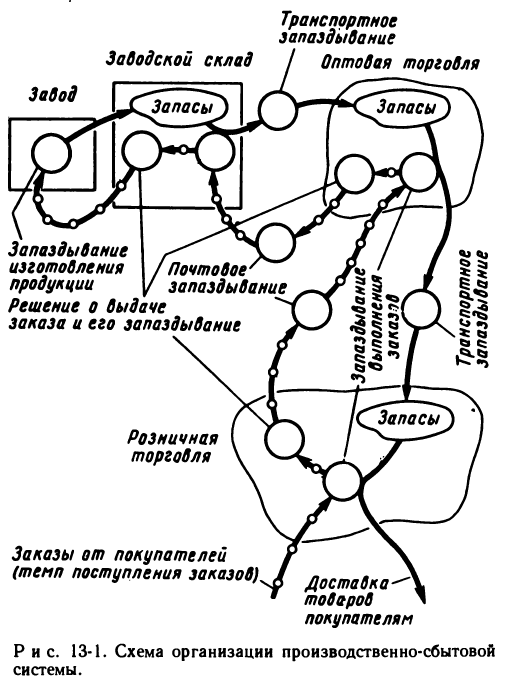 Транспортное
запаздывание
Заводской склад
Оптовая торговля
Завод
Запасы
Запасы
Запаздывание
изготовления
продукции
Почтовое
запаздывание
Решение о выдаче
заказа и его запаздывание
Запаздывание
выполнения
заказов
Транспортное
запаздывание
Запасы
Розничная
торговля
Заказы от покупателей
(темп поступления заказов)
Доставка
товаров
покупателям
Рис. 13-1. Схема организации производственно-сбытовой
системы.